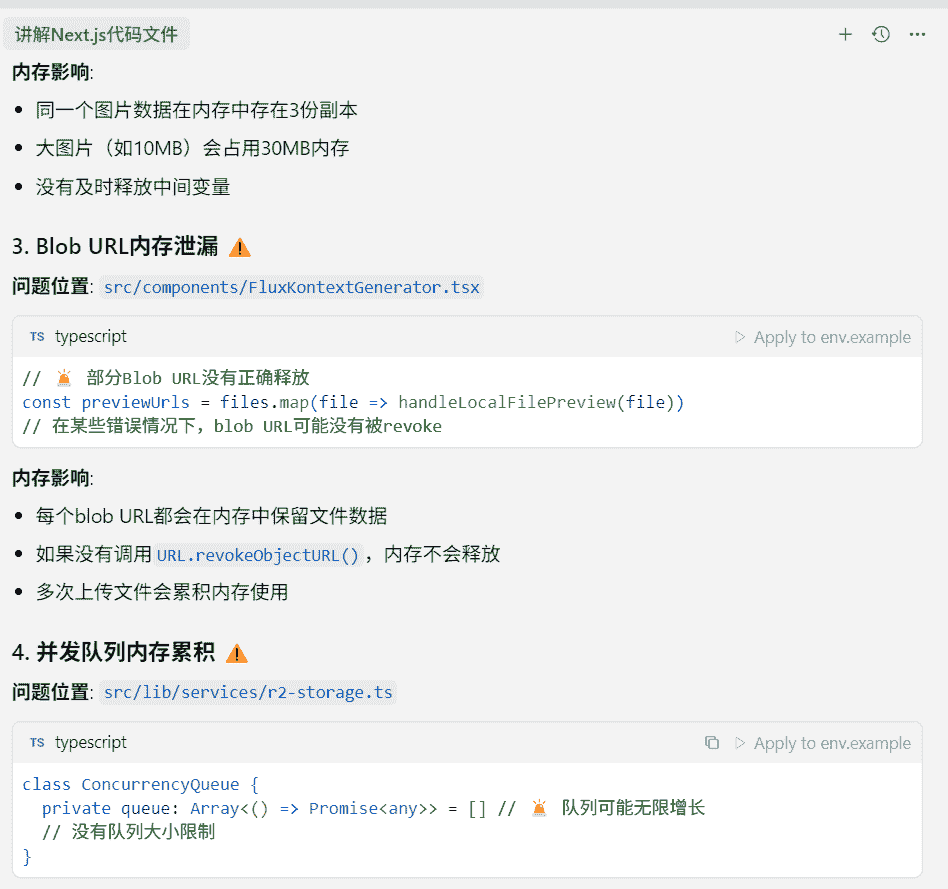 讲解Next.js代码文件
内存影响:
同一个图片数据在内存中存在3份副本
大图片（如10MB）会占用30MB内存
没有及时释放中间变量
3. Blob URL内存泄漏 ⚠️
问题位置: src/components/FluxKontextGenerator.tsx
TS typescript Apply to env.example
// 🚨 部分Blob URL没有正确释放
const previewUrls = files.map(file => handleLocalFilePreview(file))
// 在某些错误情况下，blob URL可能没有被revoke
内存影响:
每个blob URL都会在内存中保留文件数据
如果没有调用URL.revokeObjectURL()，内存不会释放
多次上传文件会累积内存使用
4. 并发队列内存累积 ⚠️
问题位置: src/lib/services/r2-storage.ts
TS typescript Apply to env.example
class ConcurrencyQueue {
private queue: Array<() => Promise<any>> = [] // 🚨 队列可能无限增长
// 没有队列大小限制
}